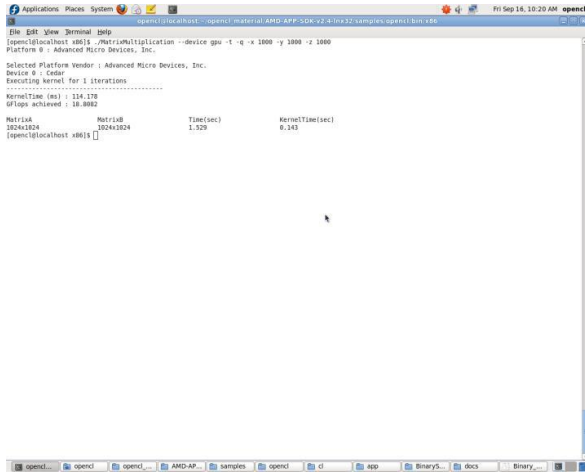 Applications Places System Fri Sep 16, 10:20 AM opencl
opencl@localhost:~opencl material/AMD-APP-SDK-v2.4-lnx32/samples/opencl/bin/x86
File Edit View Terminal Help
[opencl@localhost x86]$ ./MatrixMultiplication --device gpu -t -q -x 1000 -y 1000 -z 1000
Platform 0 : Advanced Micro Devices, Inc.
Selected Platform Vendor : Advanced Micro Devices, Inc.
Device 0 : Cedar
Executing kernel for 1 iterations
-------------------------------------------
KernelTime (ms) : 114.178
GFlops achieved : 18.8082
MatrixA MatrixB Time(sec) KernelTime(sec)
1024x1024 1024x1024 1.529 0.143
[opencl@localhost x86]$
opencl... opencl opencl_... AMD-AP... samples opencl cl app BinaryS... docs Binary_...